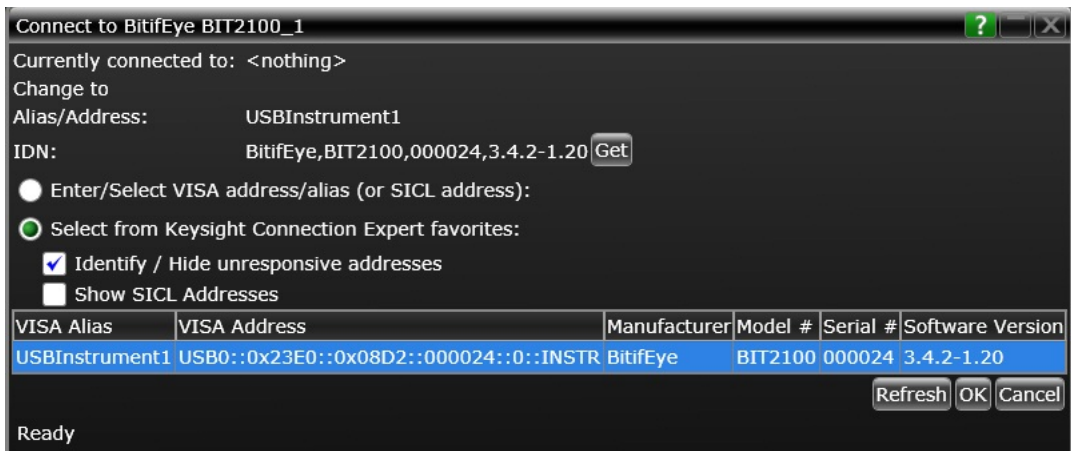 Connect to BitifEye BIT2100_1 ?
Currently connected to: <nothing>
Change to
Alias/Address: USBInstrument1
IDN: BitifEye,BIT2100,000024,3.4.2-1.20 Get
Enter/Select VISA address/alias (or SICL address):
Select from Keysight Connection Expert favorites:
Identify / Hide unresponsive addresses
Show SICL Addresses
VISA Alias VISA Address Manufacturer Model # Serial # Software Version
USBInstrument1 USB0::0x23E0::0x08D2::000024::0::INSTR BitifEye BIT2100 000024 3.4.2-1.20
Refresh OK Cancel
Ready